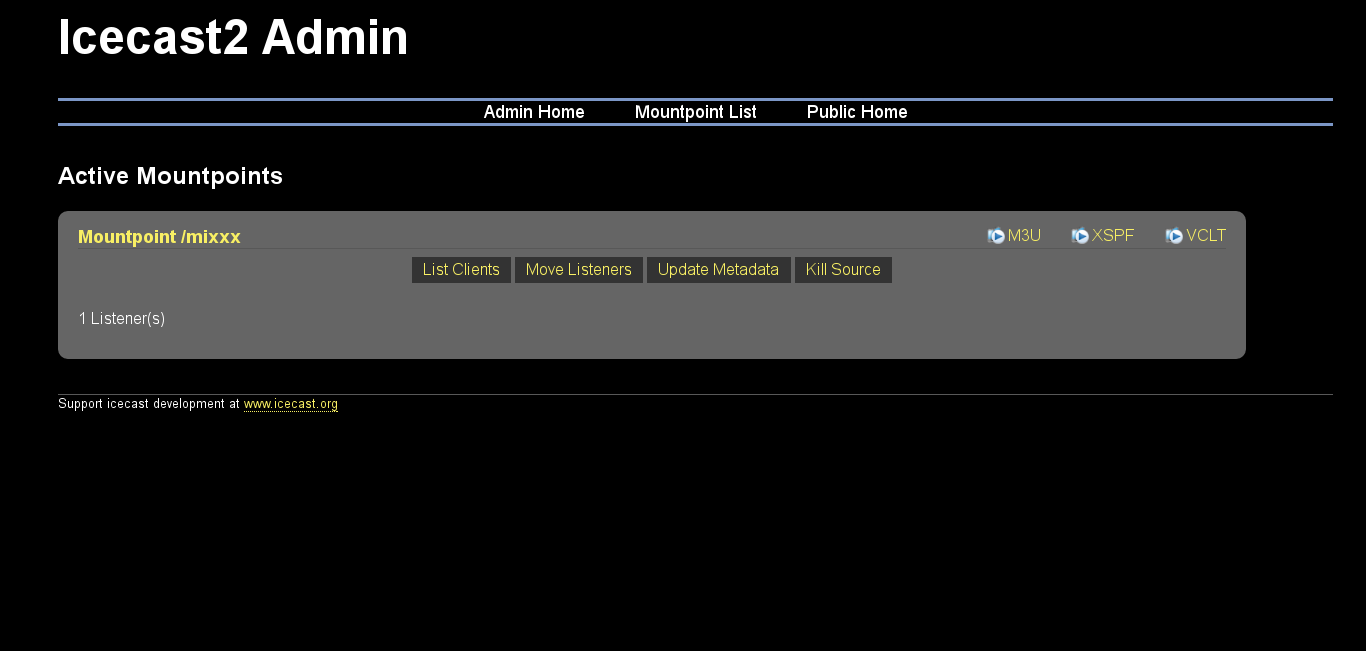 Icecast2 Admin
Admin Home Mountpoint List Public Home
Active Mountpoints
Mountpoint /mixxx M3U XSPF VCLT
List Clients Move Listeners Update Metadata Kill Source
1 Listener(s)
Support icecast development at www.icecast.org